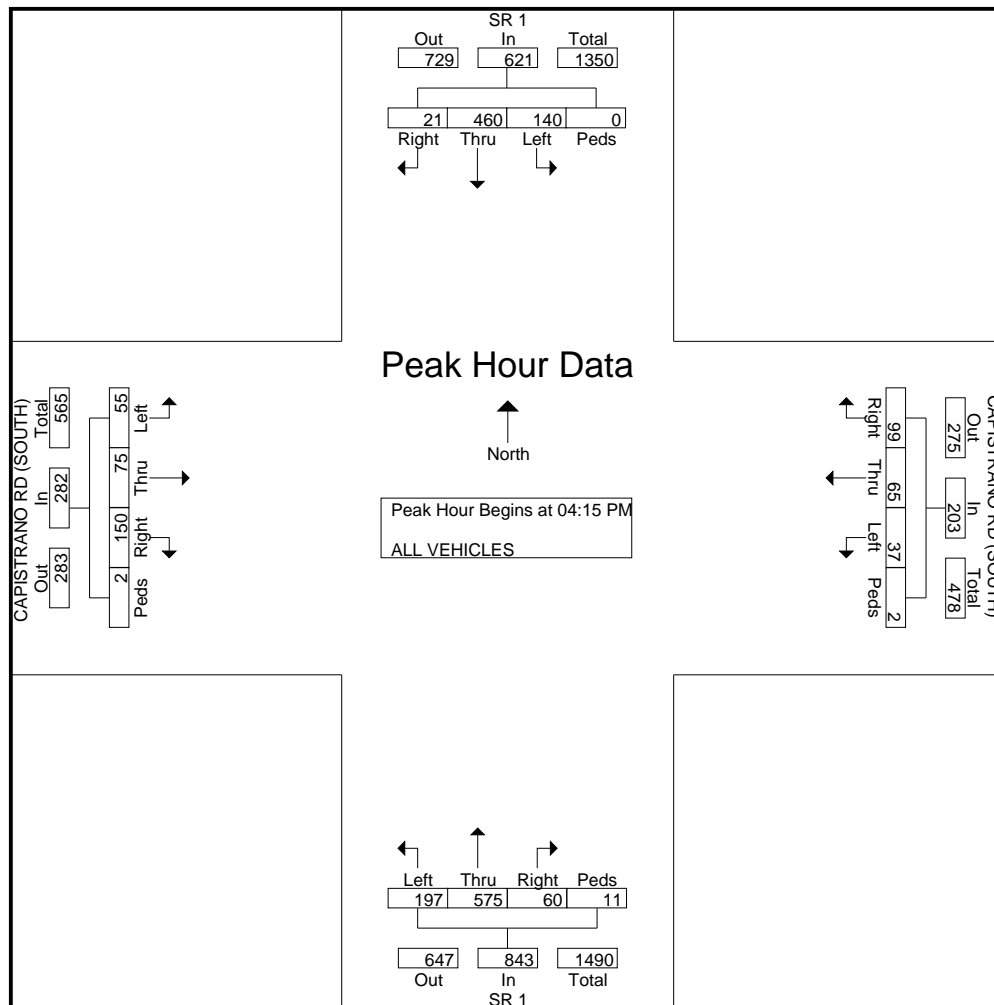 SR 1
Out In Total
729 621 1350
21 460 140 0
Right Thru Left Peds
Peak Hour Data
North
Peak Hour Begins at 04:15 PM
ALL VEHICLES
CAPISTRANO RD (SOUTH)
Out In Total
283 282 565
Left Thru Right Peds
55 75 150 2
CAPISTRANO RD (SOUTH)
Out In Total
275 203 478
Right Thru Left Peds
99 65 37 2
Left Thru Right Peds
197 575 60 11
647 843 1490
Out In Total
SR 1